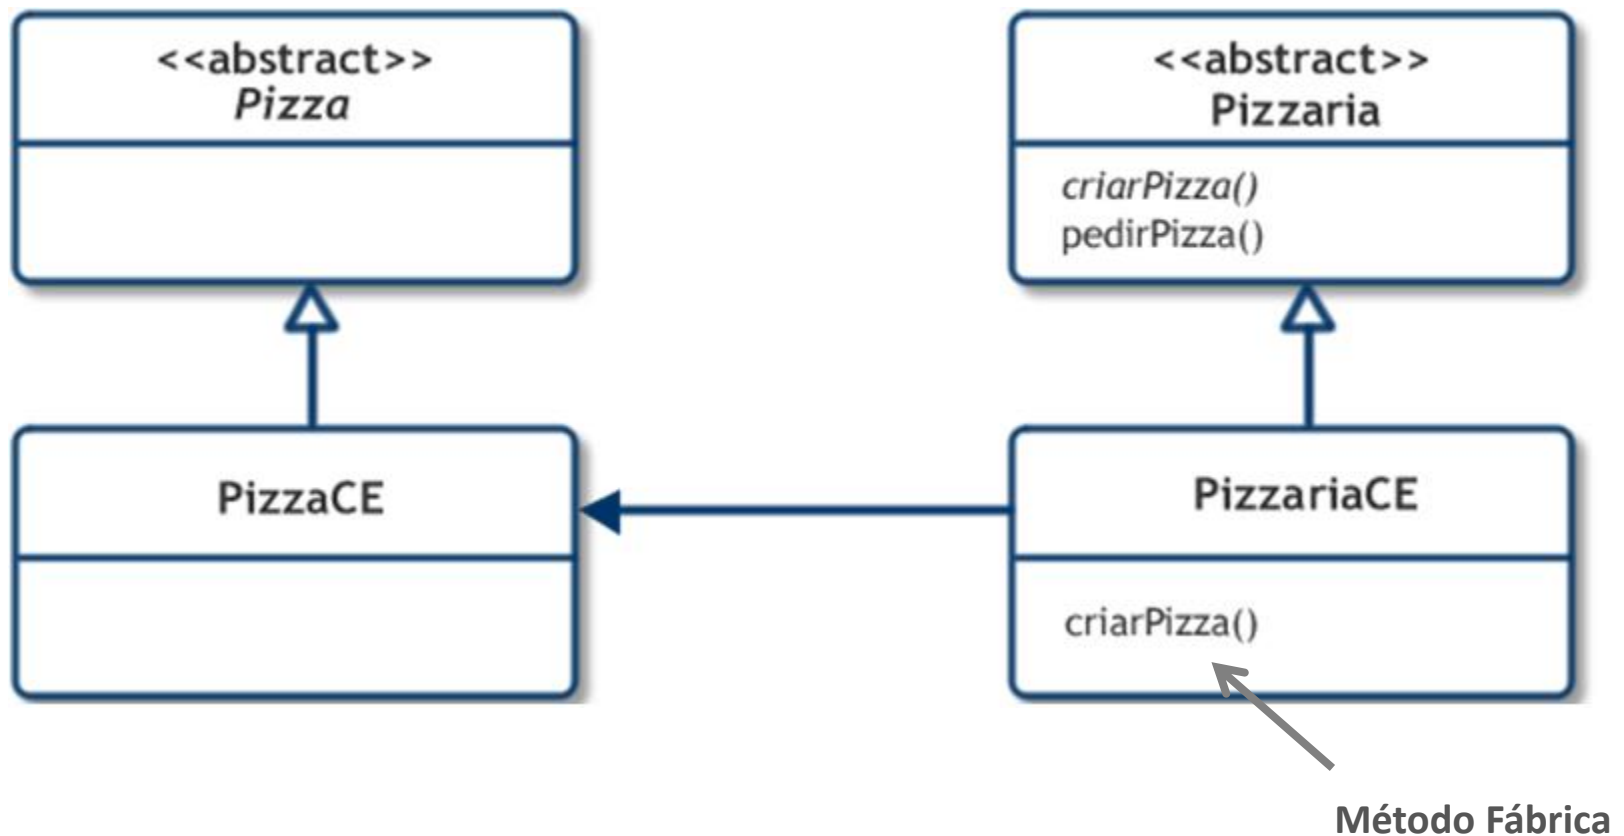 <<abstract>>
Pizza
<<abstract>>
Pizzaria
criarPizza()
pedirPizza()
PizzaCE
PizzariaCE
criarPizza()
Método Fábrica